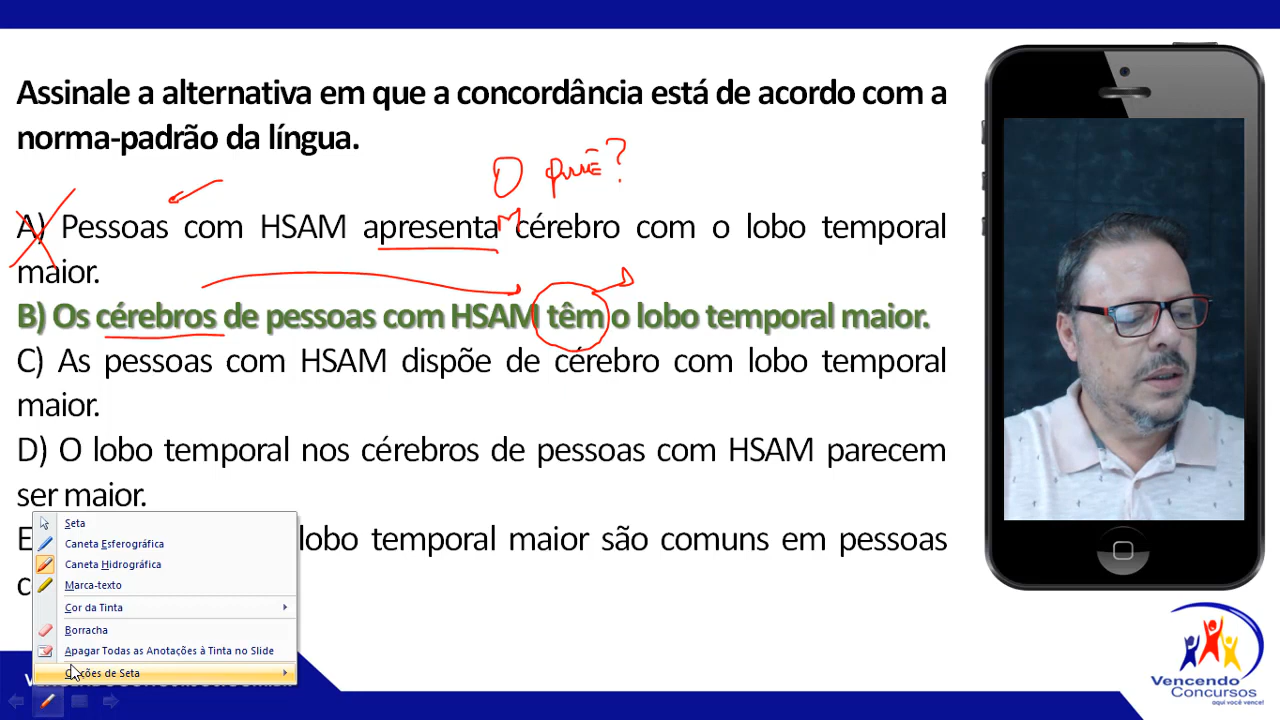 Assinale a alternativa em que a concordância está de acordo com a
norma-padrão da língua.
O quê?
A) Pessoas com HSAM apresenta cérebro com o lobo temporal
M
maior.
B) Os cérebros de pessoas com HSAM têm o lobo temporal maior.
C) As pessoas com HSAM dispõe de cérebro com lobo temporal
maior.
D) O lobo temporal nos cérebros de pessoas com HSAM parecem
ser maior.
lobo temporal maior são comuns em pessoas
Seta
Caneta Esferográfica
Caneta Hidrográfica
Marca-texto
Cor da Tinta
Borracha
Apagar Todas as Anotações à Tinta no Slide
Opções de Seta
Vencendo
Concursos
aqui você vence!